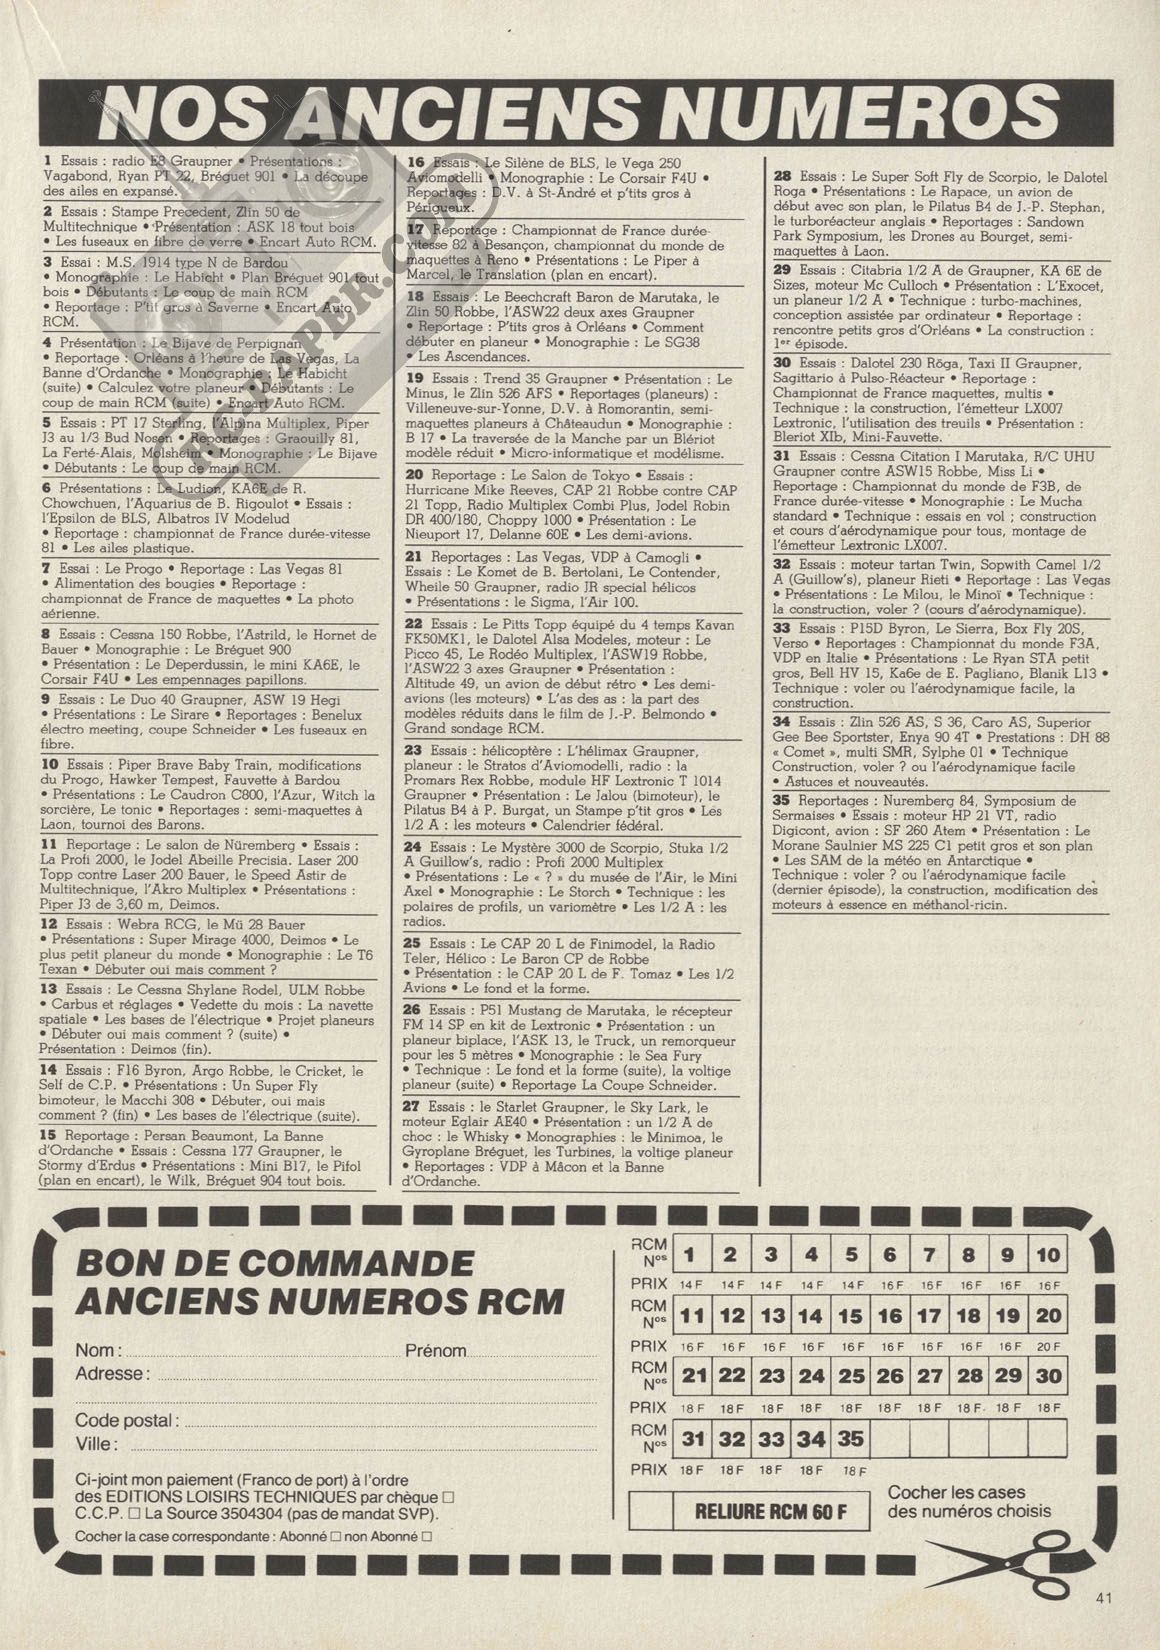 NOS ANCIENS NUMEROS
1 Essais : radio E8 Graupner • Présentations :
Vagabond, Ryan PT 22, Bréguet 901 • La découpe
des ailes en expansé.
2 Essais : Stampe Precedent, Zlin 50 de
Multitechnique • Présentation : ASK 18 tout bois
• Les fuseaux en fibre de verre • Encart Auto RCM.
3 Essai : M.S. 1914 type N de Bardou
• Monographie : Le Habicht • Plan Bréguet 901 tout
bois • Débutants : Le coup de main RCM
• Reportage : P'tit gros à Saverne • Encart Auto
RCM.
4 Présentation : Le Bijave de Perpignan
• Reportage : Orléans à l'heure de Las Vegas, La
Banne d'Ordanche • Monographie : Le Habicht
(suite) • Calculez votre planeur • Débutants : Le
coup de main RCM (suite) • Encart Auto RCM.
5 Essais : PT 17 Sterling, l'Alpina Multiplex, Piper
J3 au 1/3 Bud Nosen • Reportages : Graouilly 81,
La Ferté-Alais, Molsheim • Monographie : Le Bijave
• Débutants : Le coup de main RCM.
6 Présentations : Le Ludion, KA6E de R.
Chowchuen, l'Aquarius de B. Rigoulot • Essais :
l'Epsilon de BLS, Albatros IV Modelud
• Reportage : championnat de France durée-vitesse
81 • Les ailes plastique.
7 Essai : Le Progo • Reportage : Las Vegas 81
• Alimentation des bougies • Reportage :
championnat de France de maquettes • La photo
aérienne.
8 Essais : Cessna 150 Robbe, l'Astrild, le Hornet de
Bauer • Monographie : Le Bréguet 900
• Présentation : Le Deperdussin, le mini KA6E, le
Corsair F4U • Les empennages papillons.
9 Essais : Le Duo 40 Graupner, ASW 19 Hegi
• Présentations : Le Sirare • Reportages : Benelux
électro meeting, coupe Schneider • Les fuseaux en
fibre.
10 Essais : Piper Brave Baby Train, modifications
du Progo, Hawker Tempest, Fauvette à Bardou
• Présentations : Le Caudron C800, l'Azur, Witch la
sorcière, Le tonic • Reportages : semi-maquettes à
Laon, tournoi des Barons.
11 Reportage : Le salon de Nüremberg • Essais :
La Profi 2000, le Jodel Abeille Precisia. Laser 200
Topp contre Laser 200 Bauer, le Speed Astir de
Multitechnique, l'Akro Multiplex • Présentations :
Piper J3 de 3,60 m, Deimos.
12 Essais : Webra RCG, le Mü 28 Bauer
• Présentations : Super Mirage 4000, Deimos • Le
plus petit planeur du monde • Monographie : Le T6
Texan • Débuter oui mais comment ?
13 Essais : Le Cessna Shylane Rodel, ULM Robbe
• Carbus et réglages • Vedette du mois : La navette
spatiale • Les bases de l'électrique • Projet planeurs
• Débuter oui mais comment ? (suite) •
Présentation : Deimos (fin).
14 Essais : F16 Byron, Argo Robbe, le Cricket, le
Self de C.P. • Présentations : Un Super Fly
bimoteur, le Macchi 308 • Débuter, oui mais
comment ? (fin) • Les bases de l'électrique (suite).
15 Reportage : Persan Beaumont, La Banne
d'Ordanche • Essais : Cessna 177 Graupner, le
Stormy d'Erdus • Présentations : Mini B17, le Pifol
(plan en encart), le Wilk, Bréguet 904 tout bois.
16 Essais : Le Silène de BLS, le Vega 250
Aviomodelli • Monographie : Le Corsair F4U •
Reportages : D.V. à St-André et p'tits gros à
Périgueux.
17 Reportage : Championnat de France durée-
vitesse 82 à Besançon, championnat du monde de
maquettes à Reno • Présentations : Le Piper à
Marcel, le Translation (plan en encart).
18 Essais : Le Beechcraft Baron de Marutaka, le
Zlin 50 Robbe, l'ASW22 deux axes Graupner
• Reportage : P'tits gros à Orléans • Comment
débuter en planeur • Monographie : Le SG38
• Les Ascendances.
19 Essais : Trend 35 Graupner • Présentation : Le
Minus, le Zlin 526 AFS • Reportages (planeurs) :
Villeneuve-sur-Yonne, D.V. à Romorantin, semi-
maquettes planeurs à Châteaudun • Monographie :
B 17 • La traversée de la Manche par un Blériot
modèle réduit • Micro-informatique et modélisme.
20 Reportage : Le Salon de Tokyo • Essais :
Hurricane Mike Reeves, CAP 21 Robbe contre CAP
21 Topp, Radio Multiplex Combi Plus, Jodel Robin
DR 400/180, Choppy 1000 • Présentation : Le
Nieuport 17, Delanne 60E • Les demi-avions.
21 Reportages : Las Vegas, VDP à Camogli •
Essais : Le Komet de B. Bertolani, Le Contender,
Wheile 50 Graupner, radio JR special hélicos
• Présentations : le Sigma, l'Air 100.
22 Essais : Le Pitts Topp équipé du 4 temps Kavan
FK50MK1, le Dalotel Alsa Modeles, moteur : Le
Picco 45, Le Rodéo Multiplex, l'ASW19 Robbe,
l'ASW22 3 axes Graupner • Présentation :
Altitude 49, un avion de début rétro • Les demi-
avions (les moteurs) • L'as des as : la part des
modèles réduits dans le film de J.-P. Belmondo •
Grand sondage RCM.
23 Essais : hélicoptère : L'hélimax Graupner,
planeur : le Stratos d'Aviomodelli, radio : la
Promars Rex Robbe, module HF Lextronic T 1014
Graupner • Présentation : Le Jalou (bimoteur), le
Pilatus B4 à P. Burgat, un Stampe p'tit gros • Les
1/2 A : les moteurs • Calendrier fédéral.
24 Essais : Le Mystère 3000 de Scorpio, Stuka 1/2
A Guillow's, radio : Profi 2000 Multiplex
• Présentations : Le « ? » du musée de l'Air, le Mini
Axel • Monographie : Le Storch • Technique : les
polaires de profils, un variomètre • Les 1/2 A : les
radios.
25 Essais : Le CAP 20 L de Finimodel, la Radio
Teler, Hélico : Le Baron CP de Robbe
• Présentation : le CAP 20 L de F. Tomaz • Les 1/2
Avions • Le fond et la forme.
26 Essais : P51 Mustang de Marutaka, le récepteur
FM 14 SP en kit de Lextronic • Présentation : un
planeur biplace, l'ASK 13, le Truck, un remorqueur
pour les 5 mètres • Monographie : le Sea Fury
• Technique : Le fond et la forme (suite), la voltige
planeur (suite) • Reportage La Coupe Schneider.
27 Essais : le Starlet Graupner, le Sky Lark, le
moteur Eglair AE40 • Présentation : un 1/2 A de
choc : le Whisky • Monographies : le Minimoa, le
Gyroplane Bréguet, les Turbines, la voltige planeur
• Reportages : VDP à Mâcon et la Banne
d'Ordanche.
28 Essais : Le Super Soft Fly de Scorpio, le Dalotel
Roga • Présentations : Le Rapace, un avion de
début avec son plan, le Pilatus B4 de J.-P. Stephan,
le turboréacteur anglais • Reportages : Sandown
Park Symposium, les Drones au Bourget, semi-
maquettes à Laon.
29 Essais : Citabria 1/2 A de Graupner, KA 6E de
Sizes, moteur Mc Culloch • Présentation : L'Exocet,
un planeur 1/2 A • Technique : turbo-machines,
conception assistée par ordinateur • Reportage :
rencontre petits gros d'Orléans • La construction :
1er épisode.
30 Essais : Dalotel 230 Röga, Taxi II Graupner,
Sagittario à Pulso-Réacteur • Reportage :
Championnat de France maquettes, multis •
Technique : la construction, l'émetteur LX007
Lextronic, l'utilisation des treuils • Présentation :
Bleriot XIb, Mini-Fauvette.
31 Essais : Cessna Citation I Marutaka, R/C UHU
Graupner contre ASW15 Robbe, Miss Li •
Reportage : Championnat du monde de F3B, de
France durée-vitesse • Monographie : Le Mucha
standard • Technique : essais en vol ; construction
et cours d'aérodynamique pour tous, montage de
l'émetteur Lextronic LX007.
32 Essais : moteur tartan Twin, Sopwith Camel 1/2
A (Guillow's), planeur Rieti • Reportage : Las Vegas
• Présentations : Le Milou, le Minoï • Technique :
la construction, voler ? (cours d'aérodynamique).
33 Essais : P15D Byron, Le Sierra, Box Fly 20S,
Verso • Reportages : Championnat du monde F3A,
VDP en Italie • Présentations : Le Ryan STA petit
gros, Bell HV 15, Ka6e de E. Pagliano, Blanik L13 •
Technique : voler ou l'aérodynamique facile, la
construction.
34 Essais : Zlin 526 AS, S 36, Caro AS, Superior
Gee Bee Sportster, Enya 90 4T • Prestations : DH 88
« Comet », multi SMR, Sylphe 01 • Technique
Construction, voler ? ou l'aérodynamique facile
• Astuces et nouveautés.
35 Reportages : Nuremberg 84, Symposium de
Sermaises • Essais : moteur HP 21 VT, radio
Digicont, avion : SF 260 Atem • Présentation : Le
Morane Saulnier MS 225 C1 petit gros et son plan
• Les SAM de la météo en Antarctique •
Technique : voler ? ou l'aérodynamique facile
(dernier épisode), la construction, modification des
moteurs à essence en méthanol-ricin.
RC-PAPER.COM
BON DE COMMANDE
ANCIENS NUMEROS RCM
Nom : Prénom
Adresse :
Code postal :
Ville :
Ci-joint mon paiement (Franco de port) à l'ordre
des EDITIONS LOISIRS TECHNIQUES par chèque □
C.C.P. □ La Source 3504304 (pas de mandat SVP).
Cocher la case correspondante : Abonné □ non Abonné □
RCM Nos 1 2 3 4 5 6 7 8 9 10
PRIX 14 F 14 F 14 F 14 F 14 F 16 F 16 F 16 F 16 F 16 F
RCM Nos 11 12 13 14 15 16 17 18 19 20
PRIX 16 F 16 F 16 F 16 F 16 F 16 F 16 F 16 F 16 F 20 F
RCM Nos 21 22 23 24 25 26 27 28 29 30
PRIX 18 F 18 F 18 F 18 F 18 F 18 F 18 F 18 F 18 F 18 F
RCM Nos 31 32 33 34 35
PRIX 18 F 18 F 18 F 18 F 18 F
RELIURE RCM 60 F
Cocher les cases
des numéros choisis
41